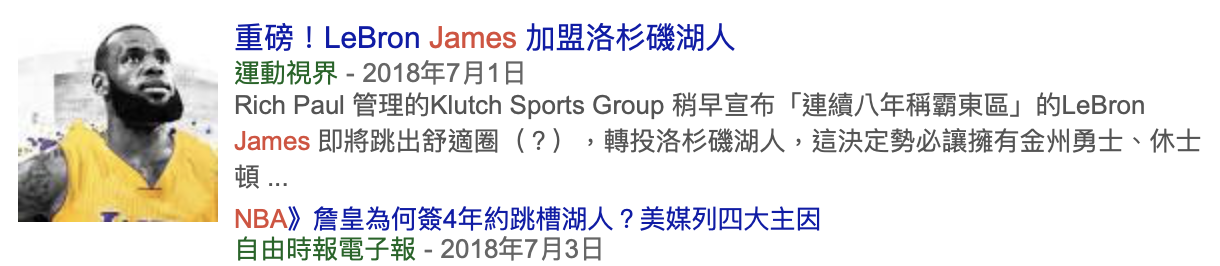 重磅！LeBron James 加盟洛杉磯湖人
運動視界 - 2018年7月1日
Rich Paul 管理的Klutch Sports Group 稍早宣布「連續八年稱霸東區」的LeBron
James 即將跳出舒適圈（？），轉投洛杉磯湖人，這決定勢必讓擁有金州勇士、休士
頓 ...
NBA》詹皇為何簽4年約跳槽湖人？美媒列四大主因
自由時報電子報 - 2018年7月3日